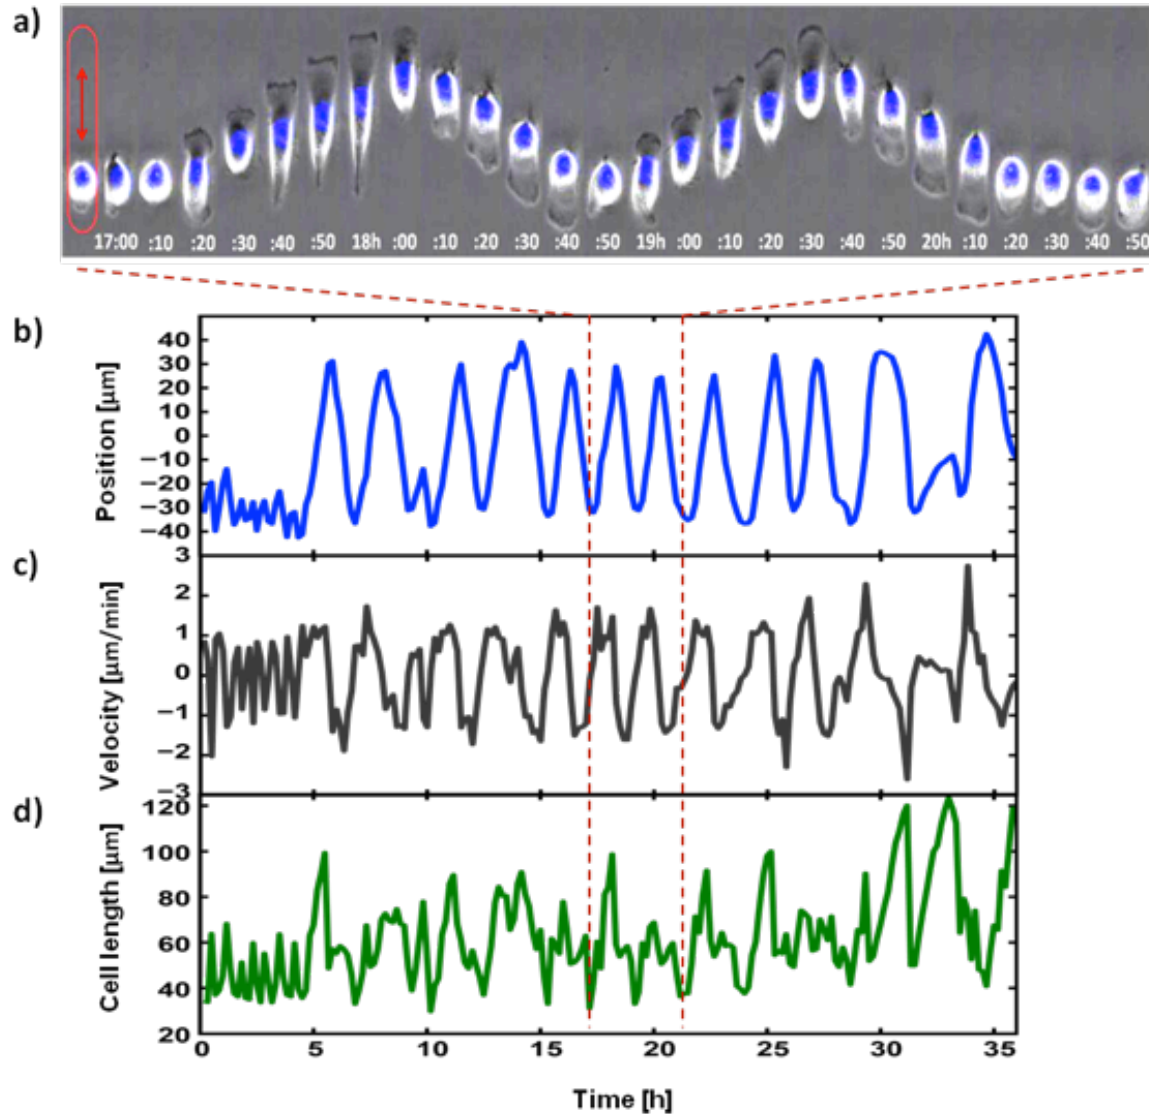 a)
17:00 :10 :20 :30 :40 :50 18h :00 :10 :20 :30 :40 :50 19h :00 :10 :20 :30 :40 :50 20h :10 :20 :30 :40 :50
b)
Position [µm]
40
30
20
10
0
−10
−20
−30
−40
c)
Velocity [µm/min]
3
2
1
0
−1
−2
−3
d)
Cell length [µm]
120
100
80
60
40
20
0 5 10 15 20 25 30 35
Time [h]